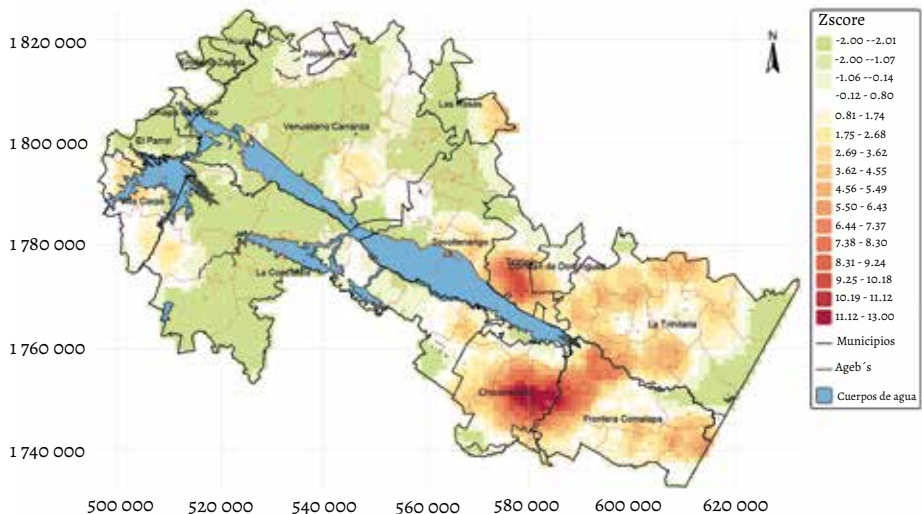 1 820 000
1 800 000
1 780 000
1 760 000
1 740 000
500 000
520 000
540 000
560 000
580 000
600 000
620 000
N
Nicolás Ruiz
Las Rosas
Venustiano Carranza
El Parral
Socoltenango
La Concordia
La Trinitaria
Chicomuselo
Frontera Comalapa
Zscore
-2.00 --2.01
-2.00 --1.07
-1.06 --0.14
-0.12 - 0.80
0.81 - 1.74
1.75 - 2.68
2.69 - 3.62
3.62 - 4.55
4.56 - 5.49
5.50 - 6.43
6.44 - 7.37
7.38 - 8.30
8.31 - 9.24
9.25 - 10.18
10.19 - 11.12
11.12 - 13.00
Municipios
Ageb´s
Cuerpos de agua